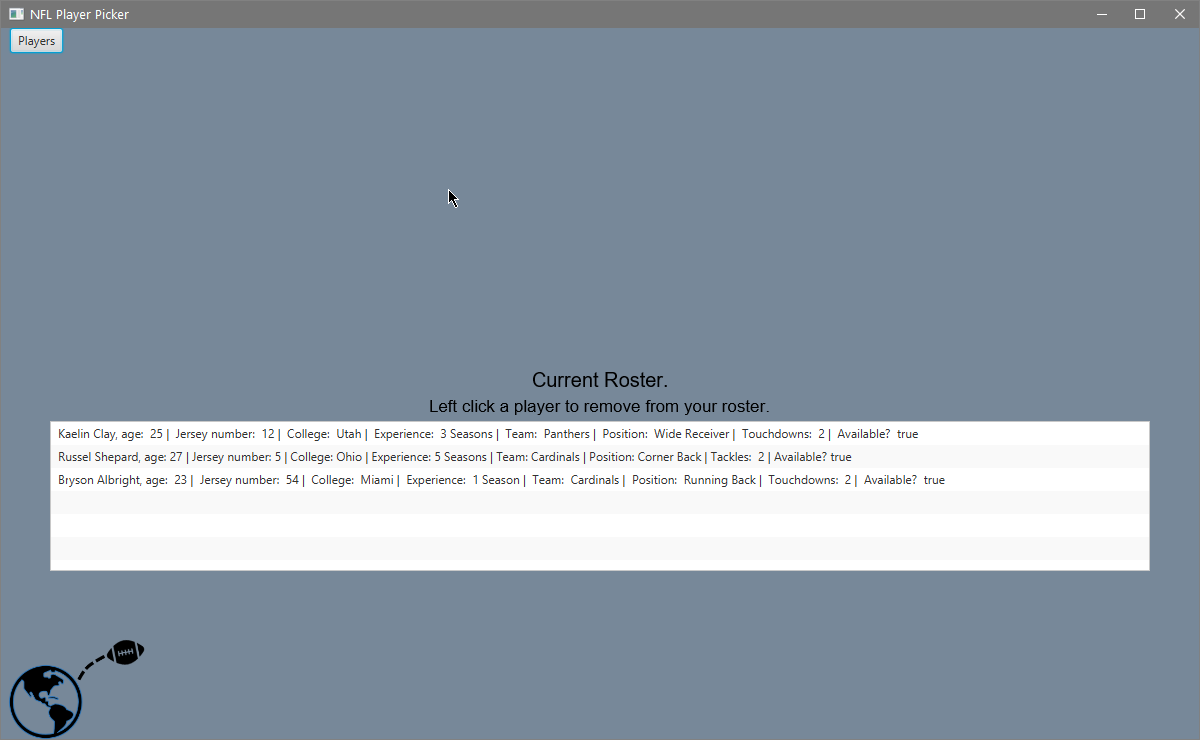 NFL Player Picker
Players
Current Roster.
Left click a player to remove from your roster.
Kaelin Clay, age:  25 |  Jersey number:  12 |  College:  Utah |  Experience:  3 Seasons |  Team:  Panthers |  Position:  Wide Receiver |  Touchdowns:  2 |  Available?  true
Russel Shepard, age: 27 | Jersey number: 5 | College: Ohio | Experience: 5 Seasons | Team: Cardinals | Position: Corner Back | Tackles:  2 | Available? true
Bryson Albright, age:  23 |  Jersey number:  54 |  College:  Miami |  Experience:  1 Season |  Team:  Cardinals |  Position:  Running Back |  Touchdowns:  2 |  Available?  true